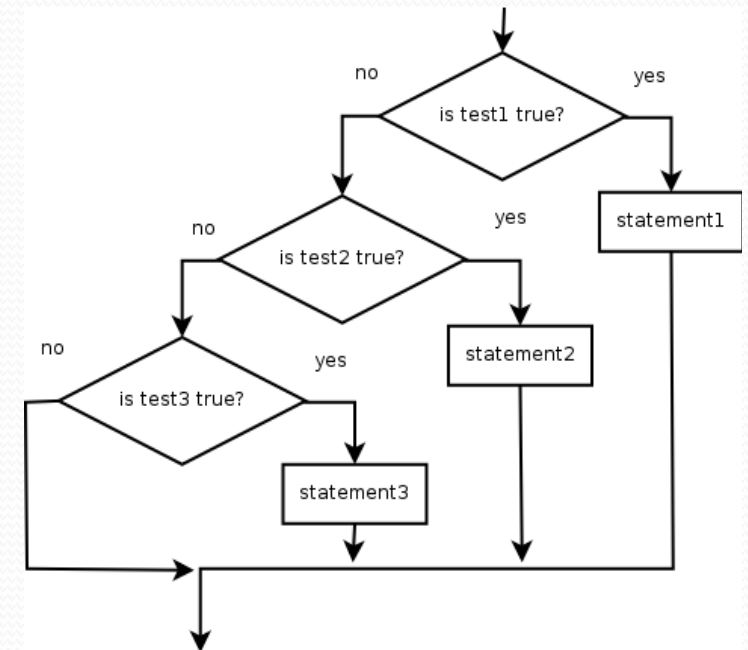 no
yes
is test1 true?
no
yes
statement1
is test2 true?
no
yes
statement2
is test3 true?
statement3